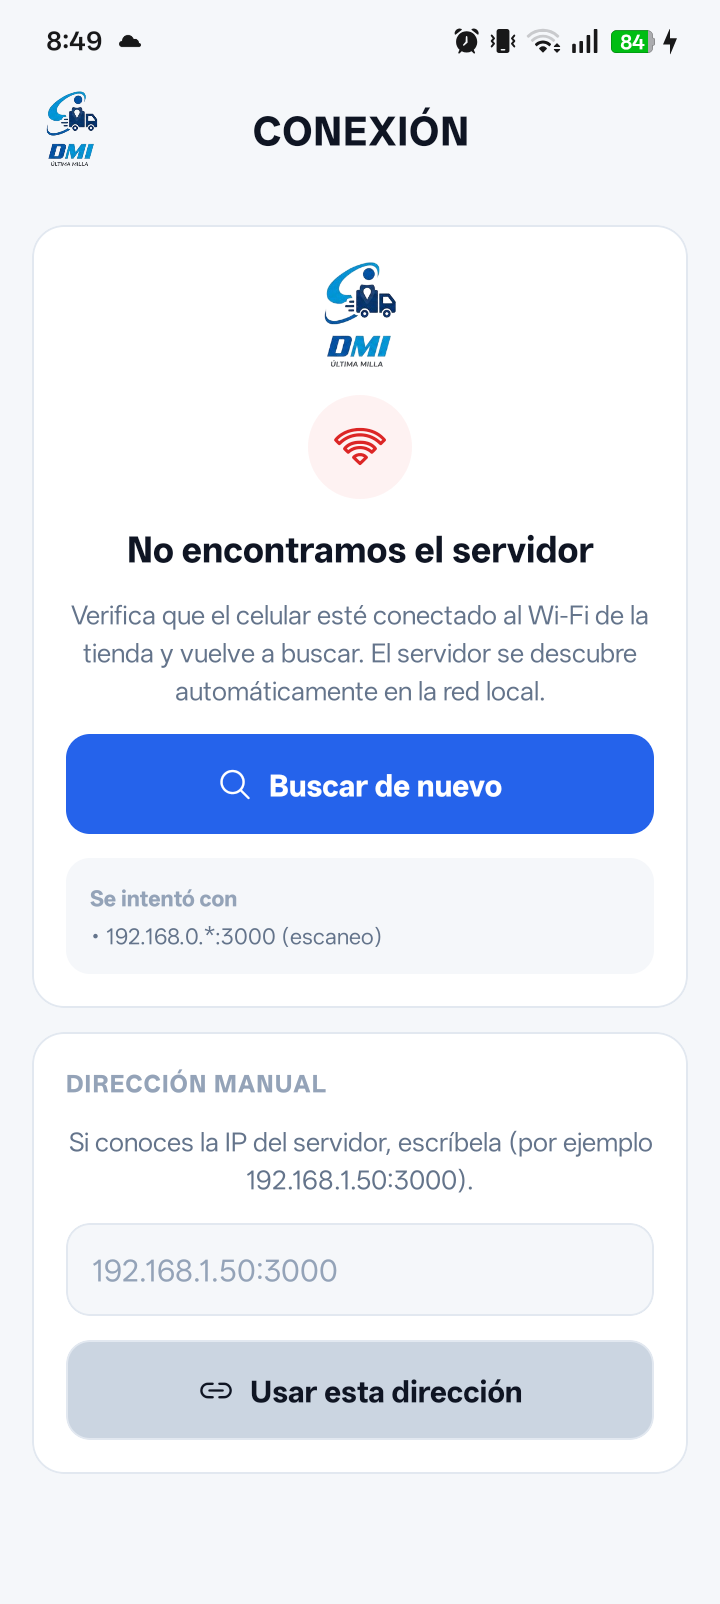 8:49
84
DMI
ÚLTIMA MILLA
CONEXIÓN
DMI
ÚLTIMA MILLA
No encontramos el servidor
Verifica que el celular esté conectado al Wi-Fi de la
tienda y vuelve a buscar. El servidor se descubre
automáticamente en la red local.
Buscar de nuevo
Se intentó con
• 192.168.0.*:3000 (escaneo)
DIRECCIÓN MANUAL
Si conoces la IP del servidor, escríbela (por ejemplo
192.168.1.50:3000).
192.168.1.50:3000
Usar esta dirección